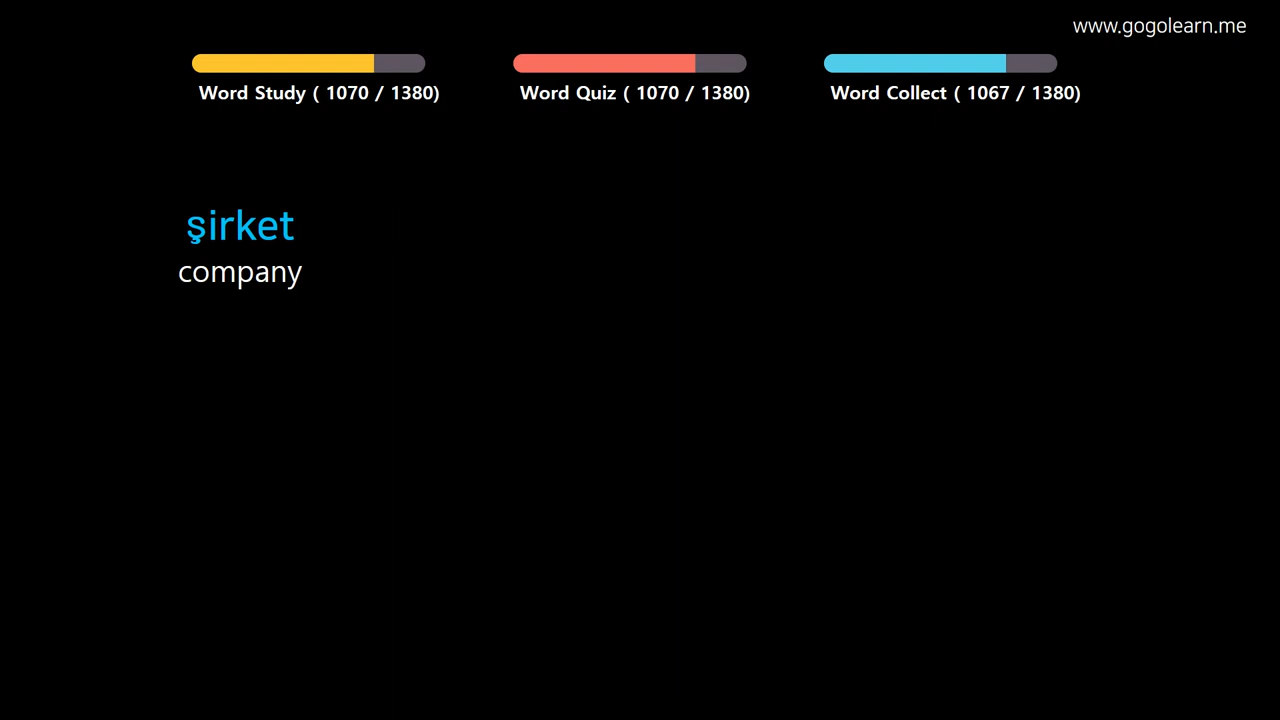 www.gogolearn.me
Word Study ( 1070 / 1380)
Word Quiz ( 1070 / 1380)
Word Collect ( 1067 / 1380)
şirket
company